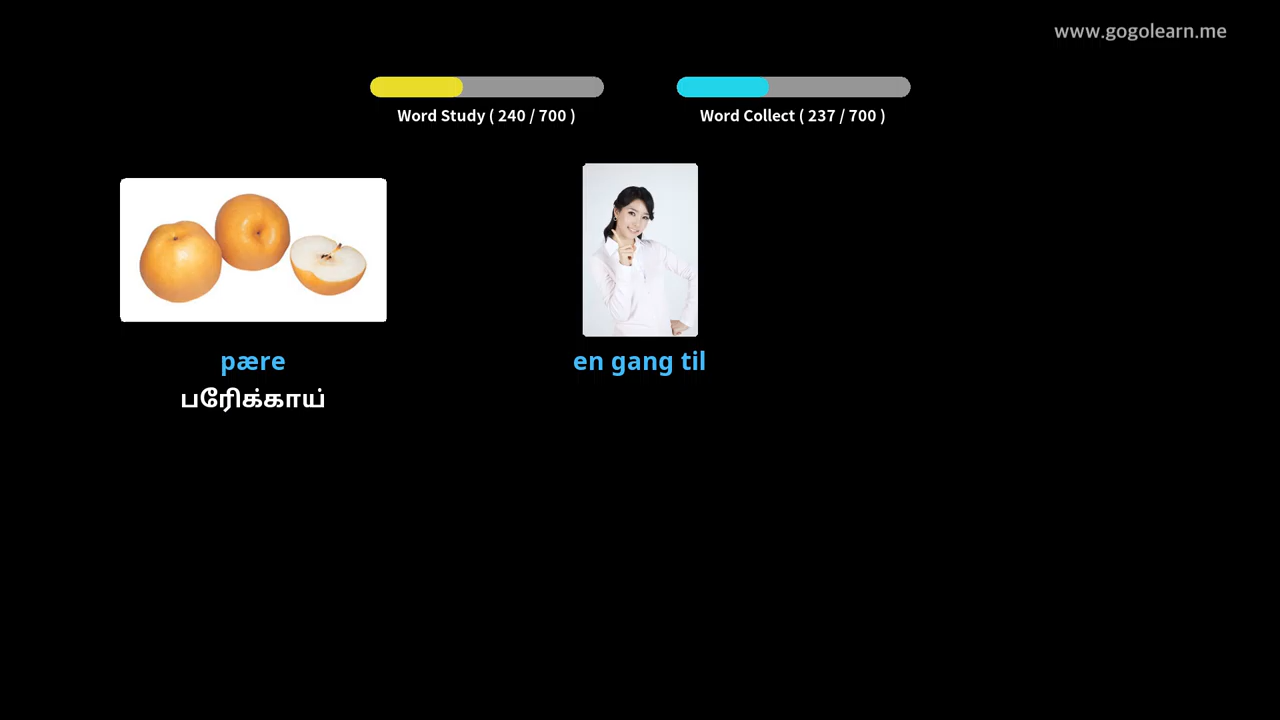 www.gogolearn.me
Word Study ( 240 / 700 )
Word Collect ( 237 / 700 )
pære
en gang til
பேரிக்காய்